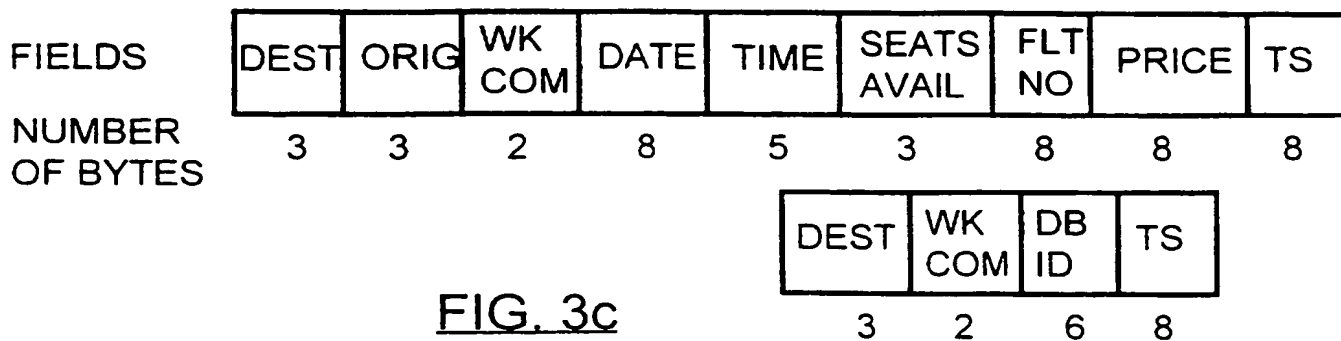 FIELDS DEST ORIG WK COM DATE TIME SEATS AVAIL FLT NO PRICE TS
NUMBER OF BYTES 3 3 2 8 5 3 8 8 8
DEST WK COM DB ID TS
3 2 6 8
FIG. 3c